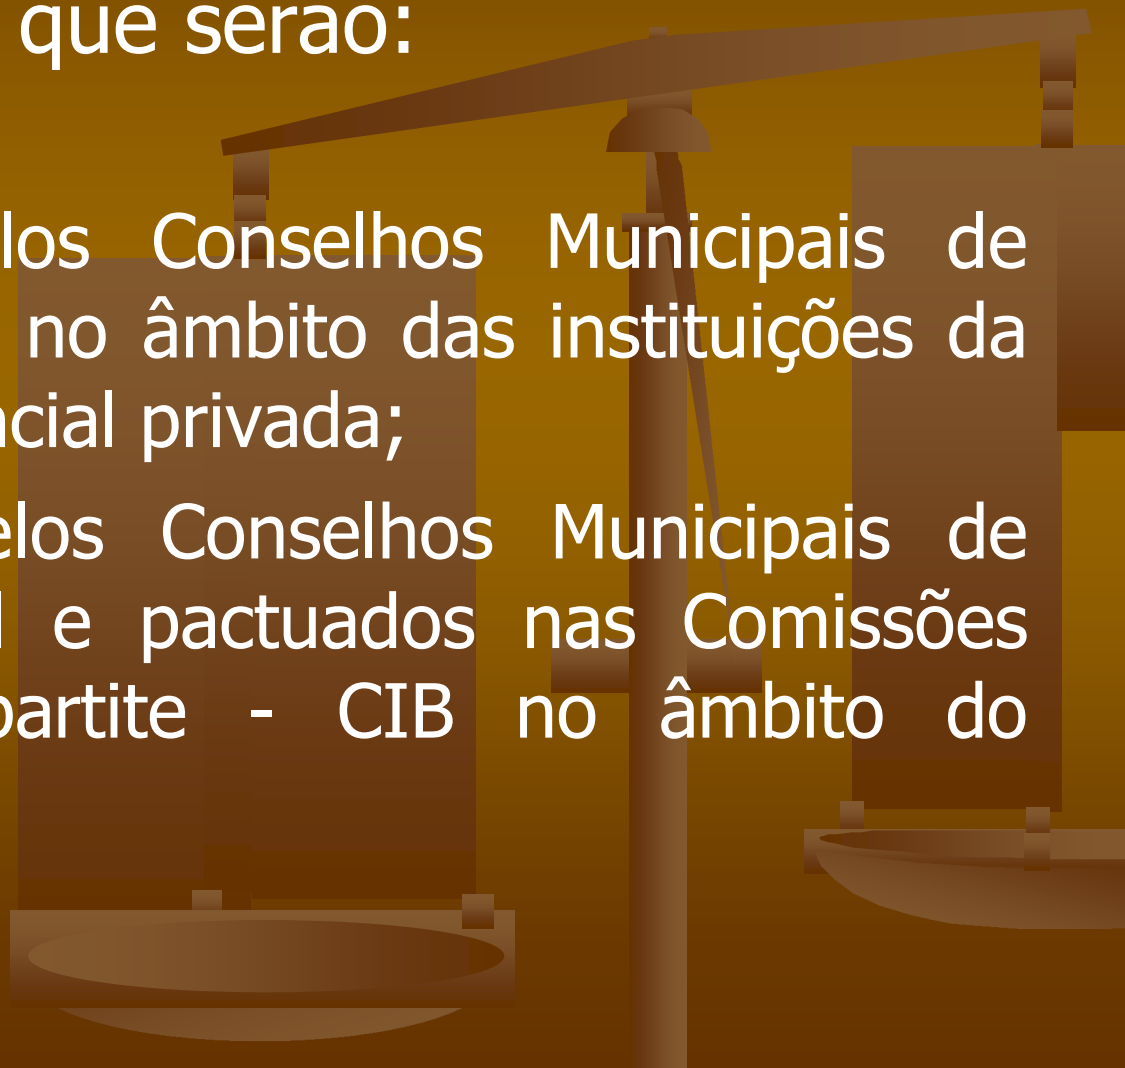 que serão:
los Conselhos Municipais de
no âmbito das instituições da
cial privada;
elos Conselhos Municipais de
e pactuados nas Comissões
partite - CIB no âmbito do